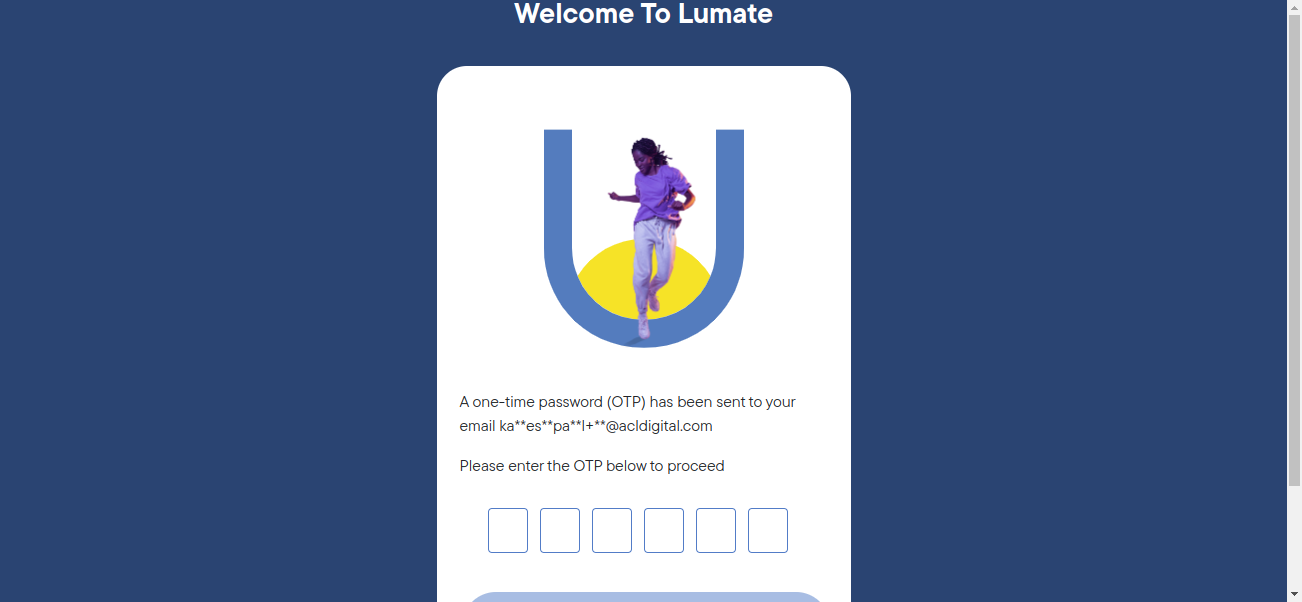 Welcome To Lumate
A one-time password (OTP) has been sent to your
email ka**es**pa**l+**@acldigital.com
Please enter the OTP below to proceed